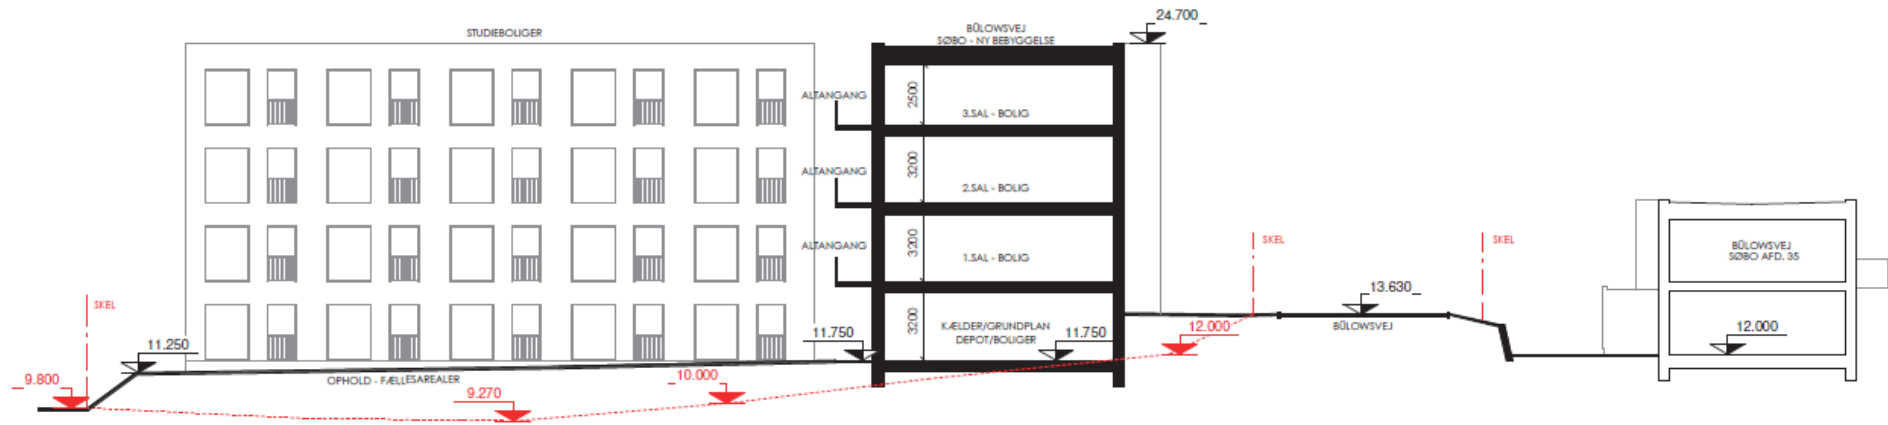 STUDIEBOLIGER
BÜLOWSVEJ
SØBO - NY BEBYGGELSE
24.700
ALTANGANG
2500
3.SAL - BOLIG
ALTANGANG
3200
2.SAL - BOLIG
ALTANGANG
3200
1.SAL - BOLIG
SKEL
SKEL
BÜLOWSVEJ
SØBO AFD. 35
SKEL
13.630
3200
KÆLDER/GRUNDPLAN
DEPOT/BOLIGER
11.750
11.750
12.000
BÜLOWSVEJ
12.000
11.250
9.800
OPHOLD - FÆLLESAREALER
9.270
10.000